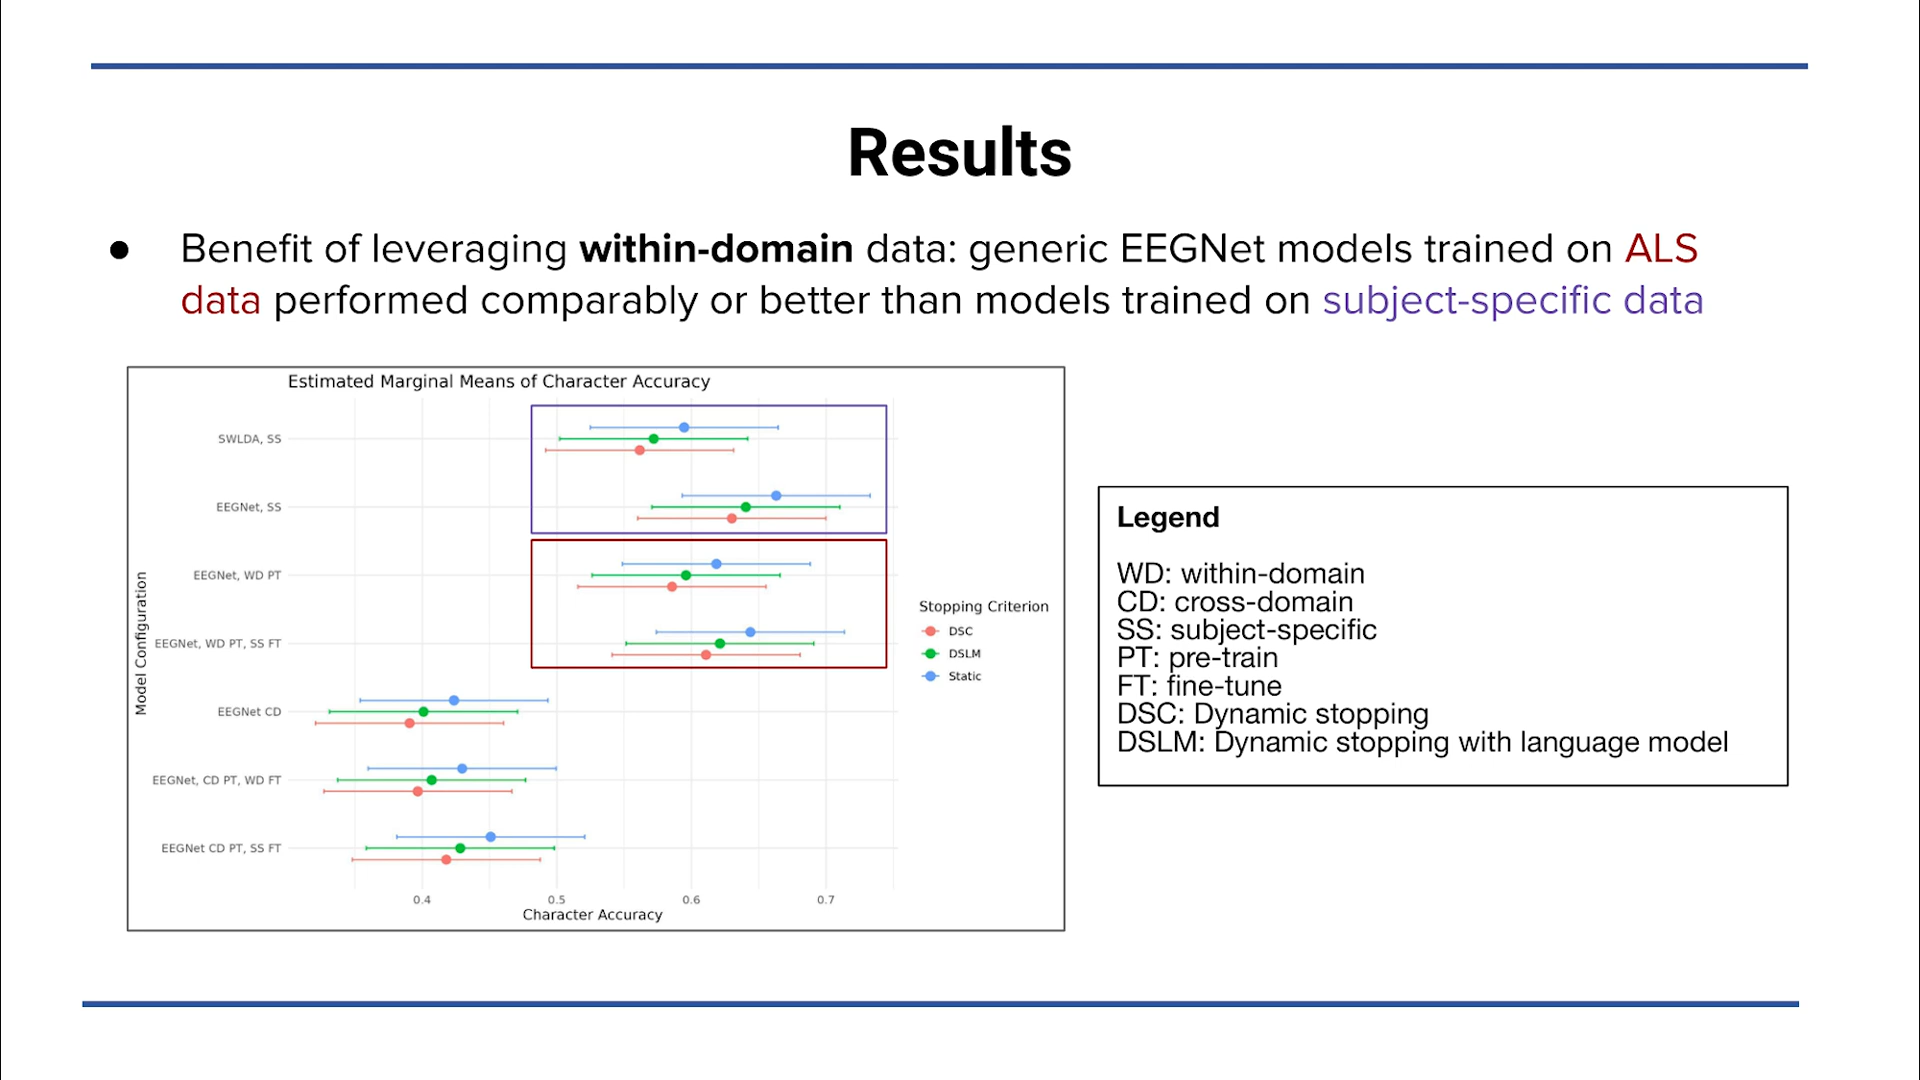 Results
● Benefit of leveraging within-domain data: generic EEGNet models trained on ALS
data performed comparably or better than models trained on subject-specific data
Estimated Marginal Means of Character Accuracy
Model Configuration
SWLDA, SS
EEGNet, SS
EEGNet, WD PT
EEGNet, WD PT, SS FT
EEGNet CD
EEGNet, CD PT, WD FT
EEGNet CD PT, SS FT
0.4 0.5 0.6 0.7
Character Accuracy
Stopping Criterion
DSC
DSLM
Static
Legend
WD: within-domain
CD: cross-domain
SS: subject-specific
PT: pre-train
FT: fine-tune
DSC: Dynamic stopping
DSLM: Dynamic stopping with language model